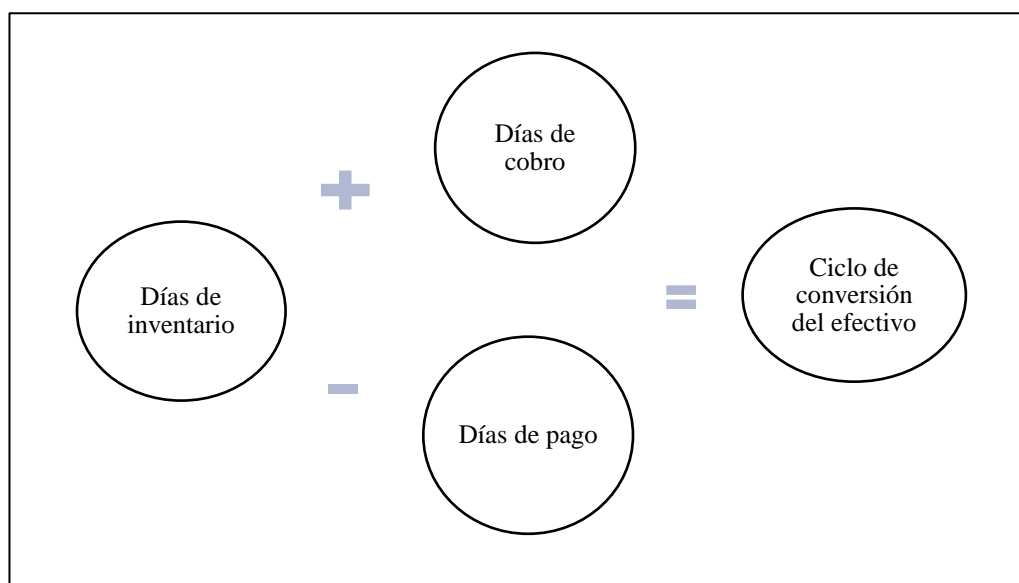 Días de
cobro
+
Días de
inventario
Ciclo de
conversión
del efectivo
=
-
Días de pago